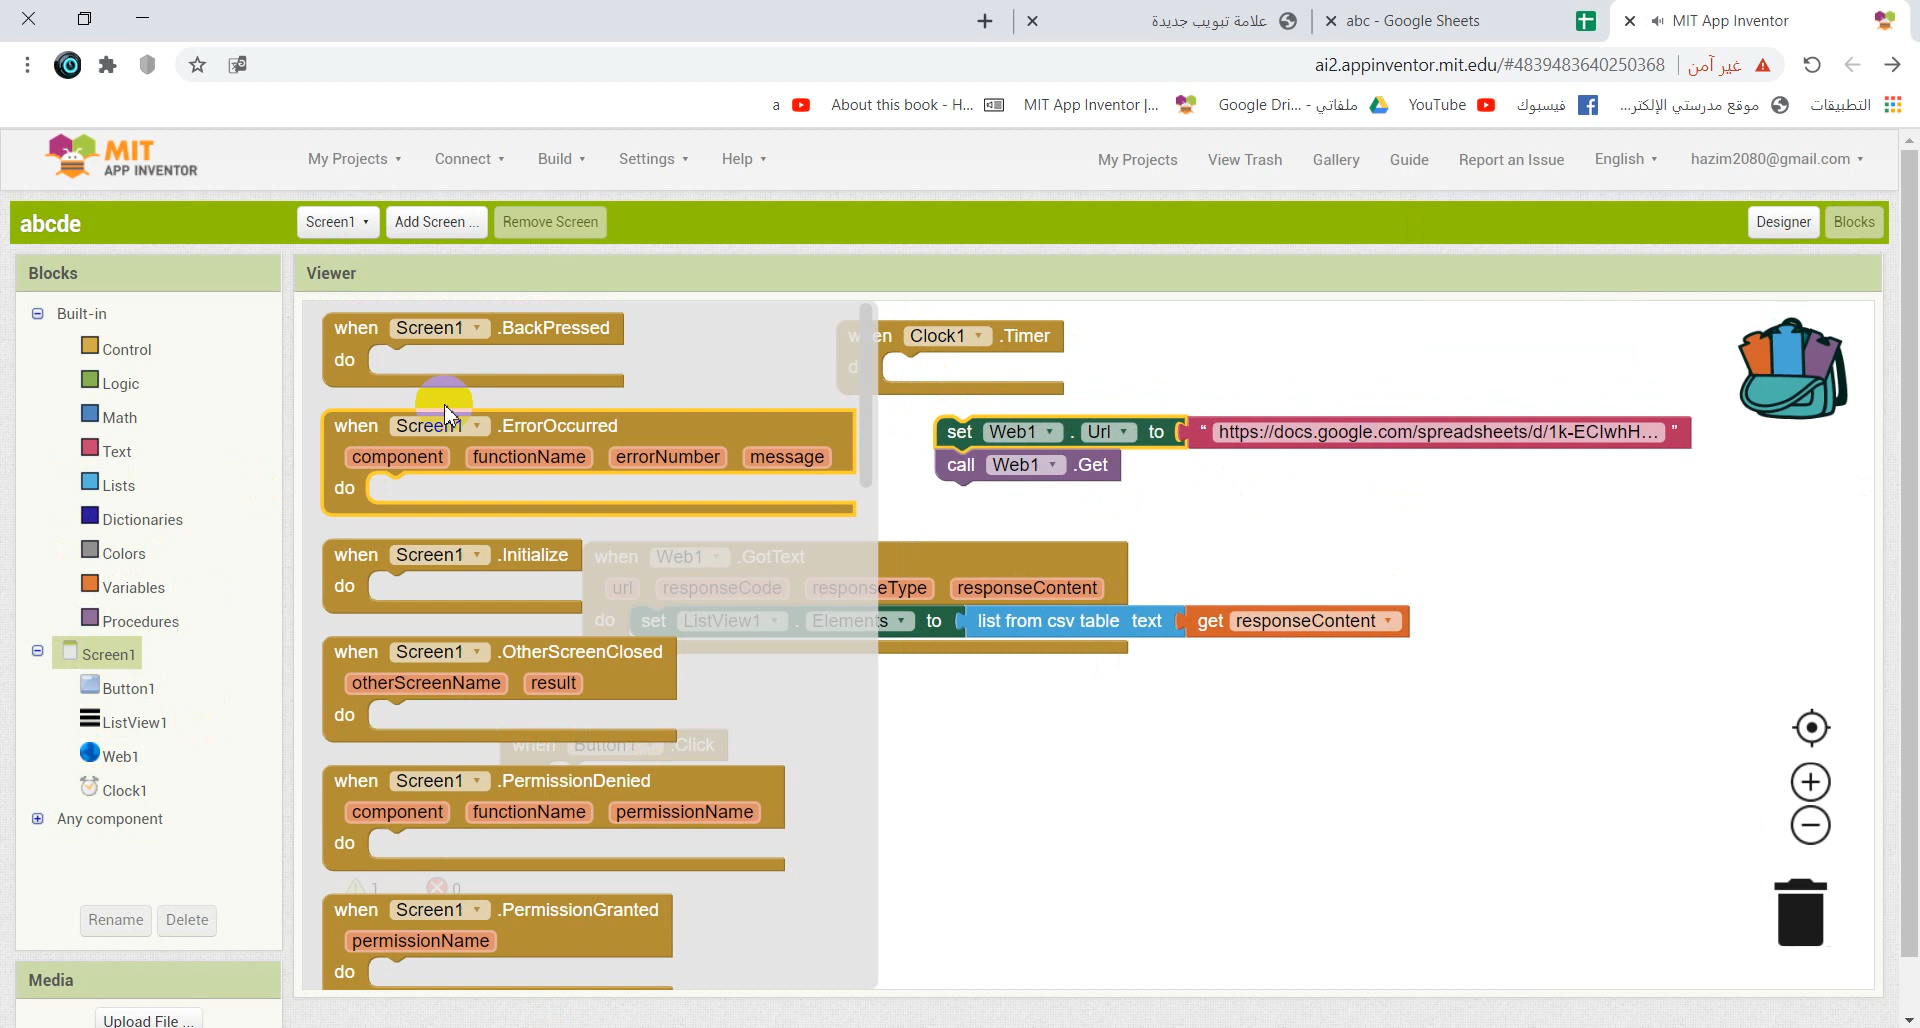 علامة تبويب جديدة
abc - Google Sheets
MIT App Inventor
ai2.appinventor.mit.edu/#4839483640250368
غير آمن
a
About this book - H...
MIT App Inventor |...
ملفاتي - Google Dri...
YouTube
فيسبوك
موقع مدرستي الإلكتر...
التطبيقات
MIT
APP INVENTOR
My Projects
Connect
Build
Settings
Help
My Projects
View Trash
Gallery
Guide
Report an Issue
English
hazim2080@gmail.com
abcde
Screen1
Add Screen ...
Remove Screen
Designer
Blocks
Blocks
Built-in
Control
Logic
Math
Text
Lists
Dictionaries
Colors
Variables
Procedures
Screen1
Button1
ListView1
Web1
Clock1
Any component
Rename
Delete
Media
Upload File ...
Viewer
when Screen1 .BackPressed
do
when Screen1 .ErrorOccurred
component functionName errorNumber message
do
when Screen1 .Initialize
do
when Screen1 .OtherScreenClosed
otherScreenName result
do
when Screen1 .PermissionDenied
component functionName permissionName
do
when Screen1 .PermissionGranted
permissionName
do
when Clock1 .Timer
do
set Web1 . Url to “ https://docs.google.com/spreadsheets/d/1k-EClwhH... ”
call Web1 .Get
when Web1 .GotText
url responseCode responseType responseContent
do set ListView1 . Elements to list from csv table text get responseContent
when Button1 .Click
1 0